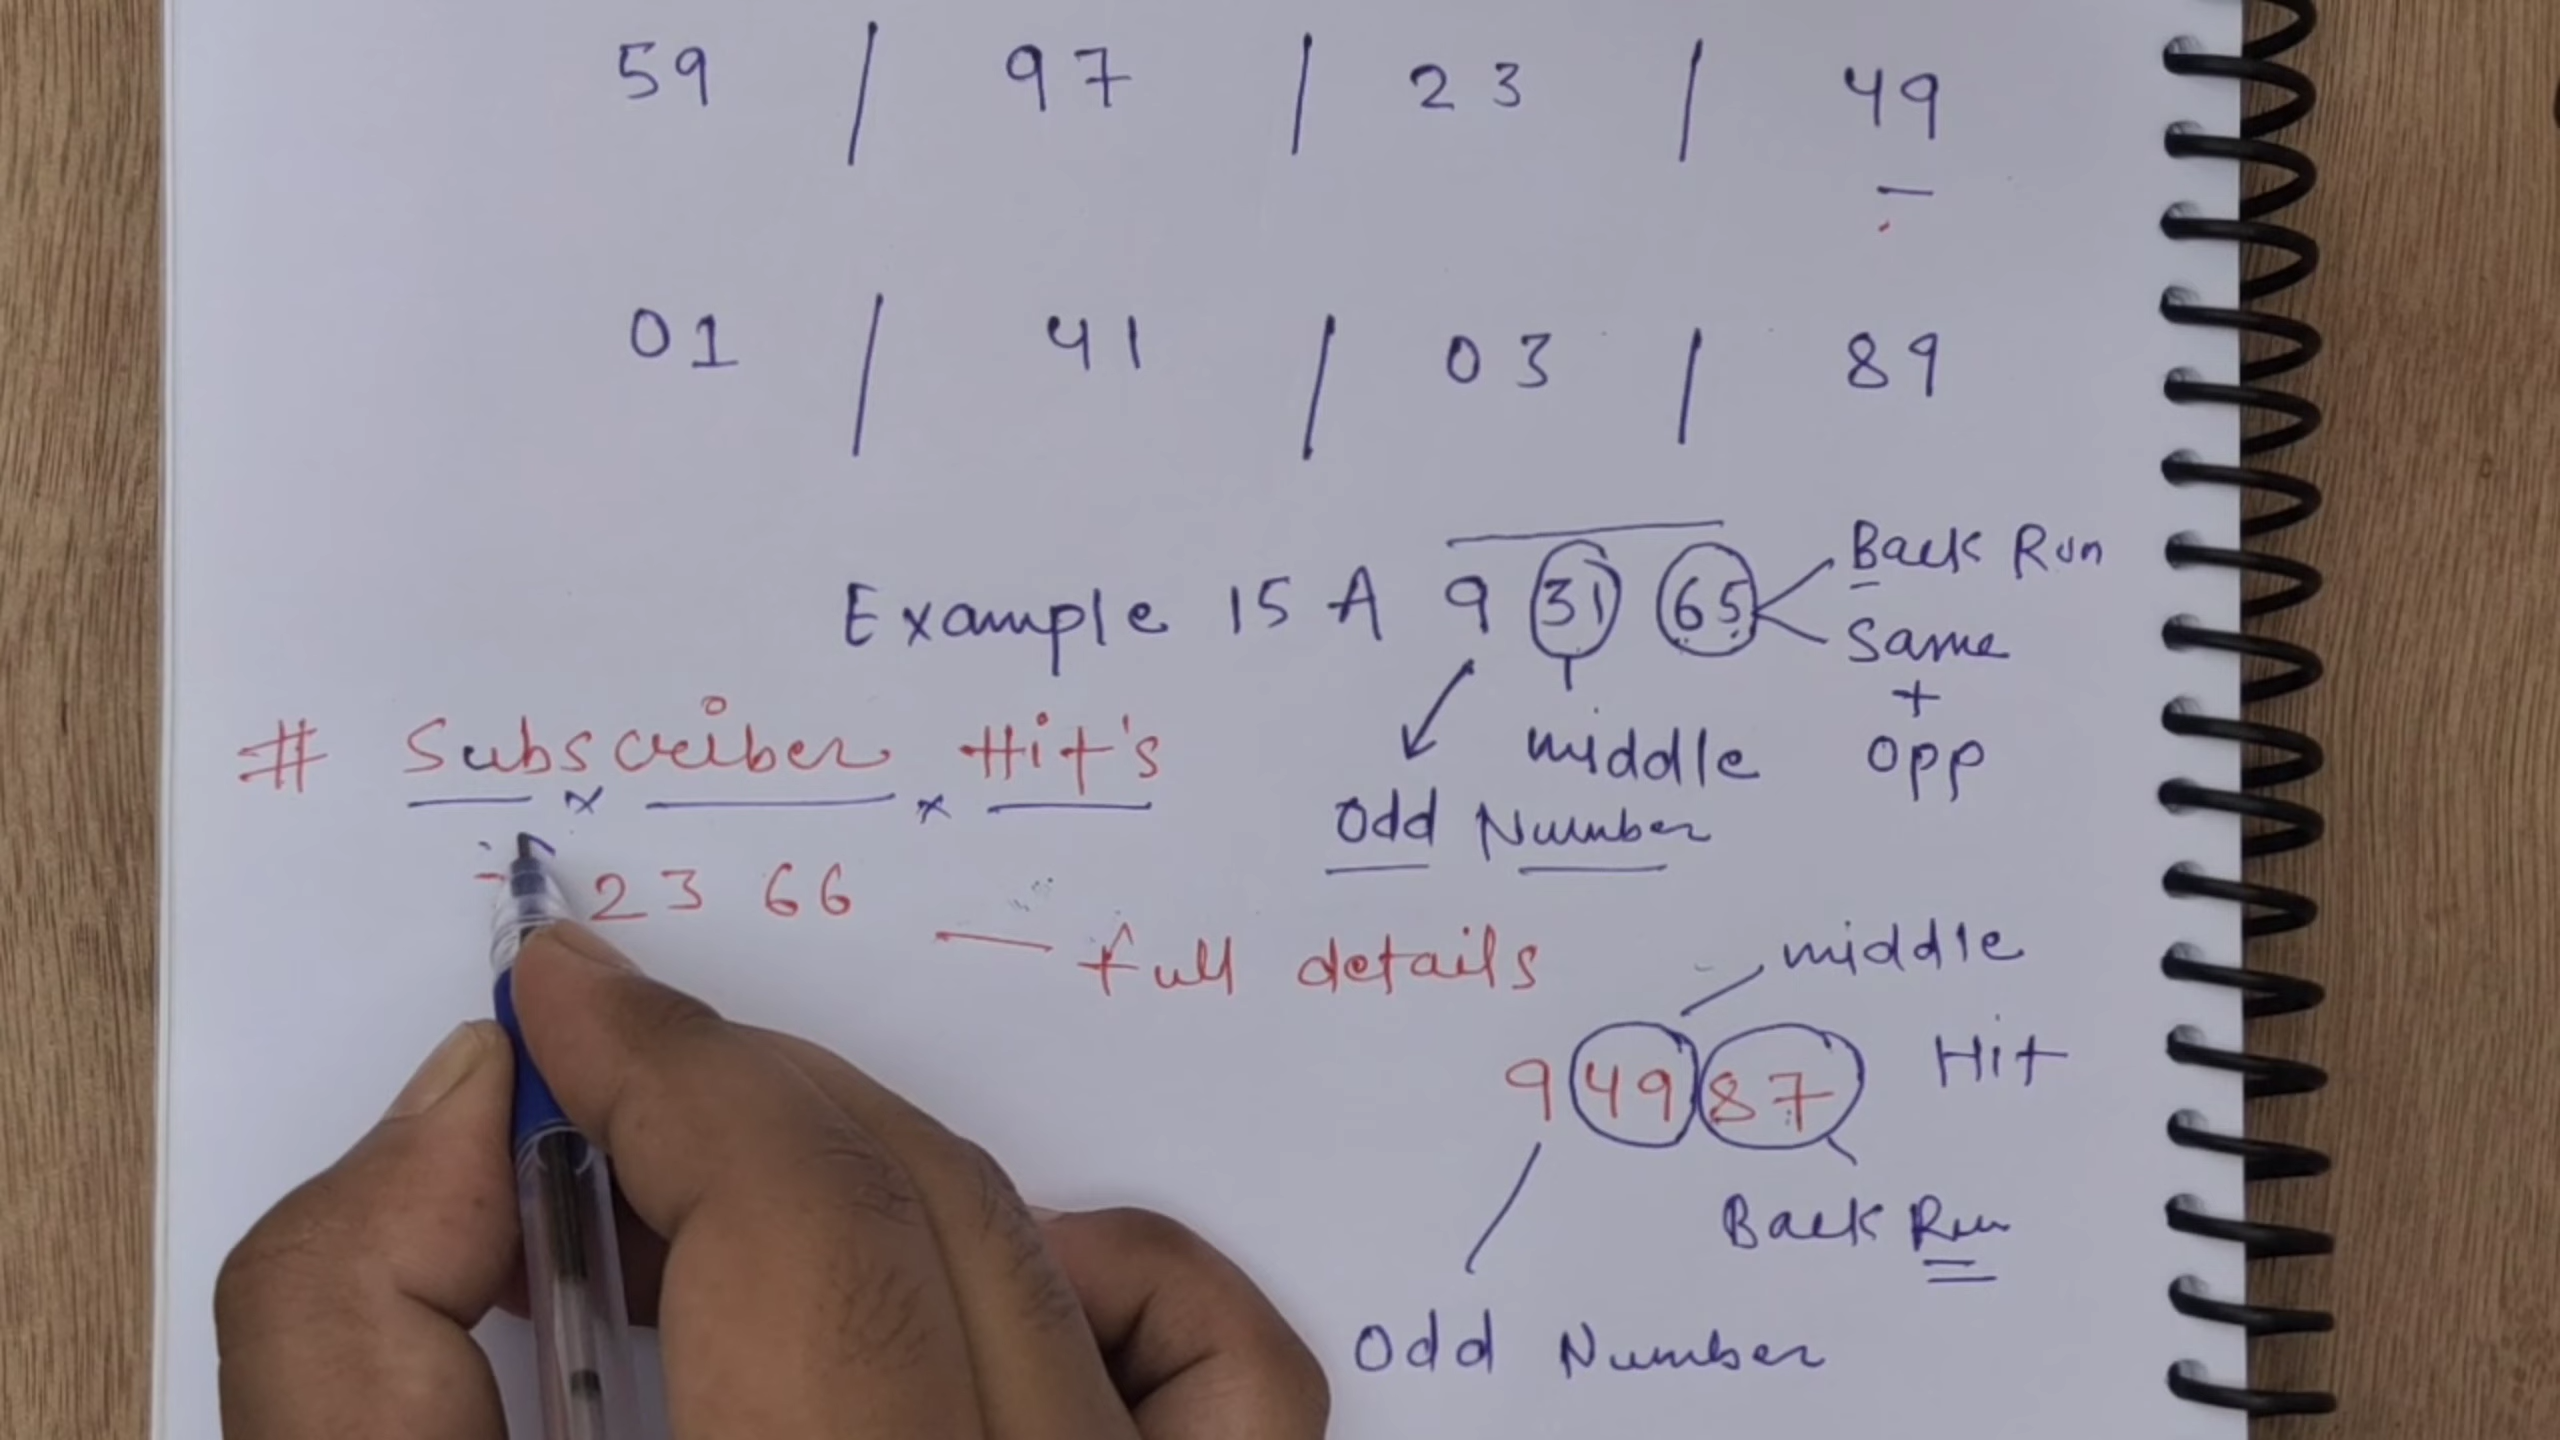 59 / 97 / 23 / 49
01 / 41 / 03 / 89
Example 15 A 9 31 65
Back Run
Same
+
opp
middle
Odd Number
# Subscriber Hit's
23 66 — full details
middle
9 49 87 Hit
Back Run
Odd Number